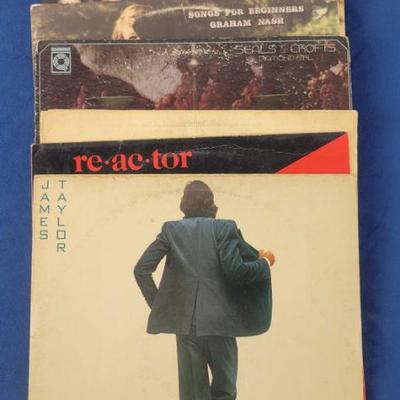 SONGS FOR BEGINNERS
GRAHAM NASH
SEALS & CROFTS
DIAMOND GIRL
re·ac·tor
JAMES
TAYLOR